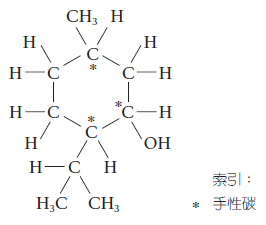 CH₃ H
H C H
*
H C C H
H C *C H
*
H C OH
H C H
H₃C CH₃
索引：
* 手性碳